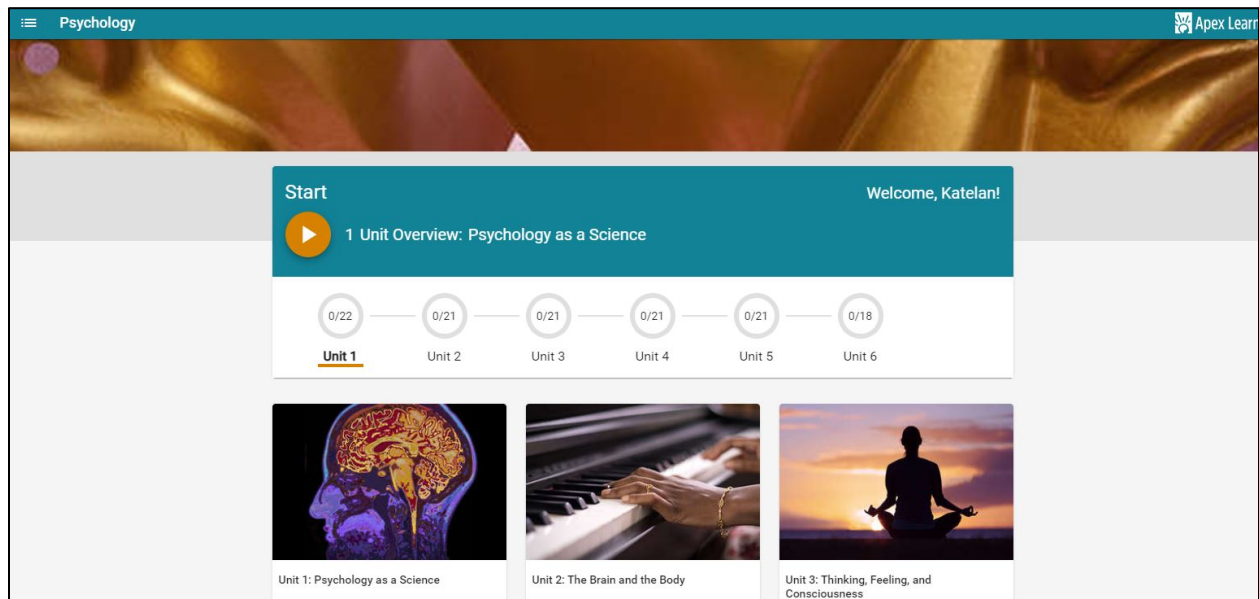 Psychology
Apex Learn
Start
Welcome, Katelan!
1 Unit Overview: Psychology as a Science
0/22
0/21
0/21
0/21
0/21
0/18
Unit 1
Unit 2
Unit 3
Unit 4
Unit 5
Unit 6
Unit 1: Psychology as a Science
Unit 2: The Brain and the Body
Unit 3: Thinking, Feeling, and
Consciousness